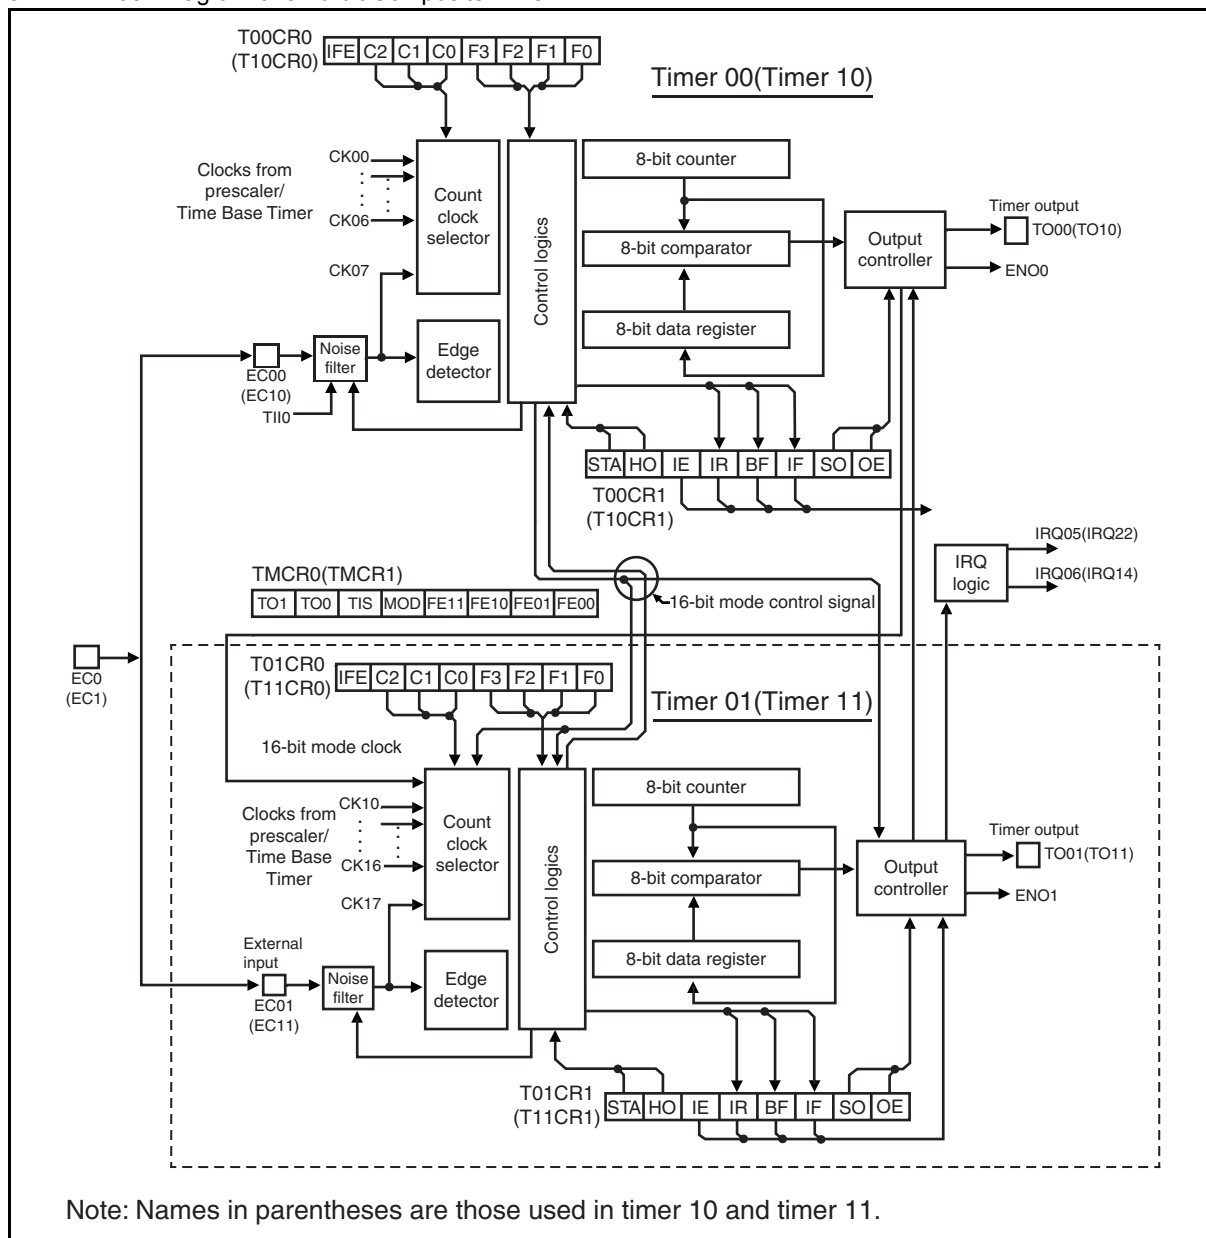 T00CR0
(T10CR0)
IFE C2 C1 C0 F3 F2 F1 F0
Timer 00(Timer 10)
CK00
Clocks from
prescaler/
Time Base Timer
CK06
CK07
Count
clock
selector
Control logics
8-bit counter
8-bit comparator
8-bit data register
Output
controller
Timer output
TO00(TO10)
ENO0
Noise
filter
Edge
detector
EC00
(EC10)
TII0
STA HO IE IR BF IF SO OE
T00CR1
(T10CR1)
IRQ05(IRQ22)
IRQ
logic
IRQ06(IRQ14)
TMCR0(TMCR1)
TO1 TO0 TIS MOD FE11 FE10 FE01 FE00
16-bit mode control signal
EC0
(EC1)
T01CR0
(T11CR0)
IFE C2 C1 C0 F3 F2 F1 F0
Timer 01(Timer 11)
16-bit mode clock
CK10
Clocks from
prescaler/
Time Base
Timer
CK16
CK17
Count
clock
selector
Control logics
8-bit counter
8-bit comparator
8-bit data register
Output
controller
Timer output
TO01(TO11)
ENO1
External
input
EC01
(EC11)
Noise
filter
Edge
detector
T01CR1
(T11CR1)
STA HO IE IR BF IF SO OE
Note: Names in parentheses are those used in timer 10 and timer 11.